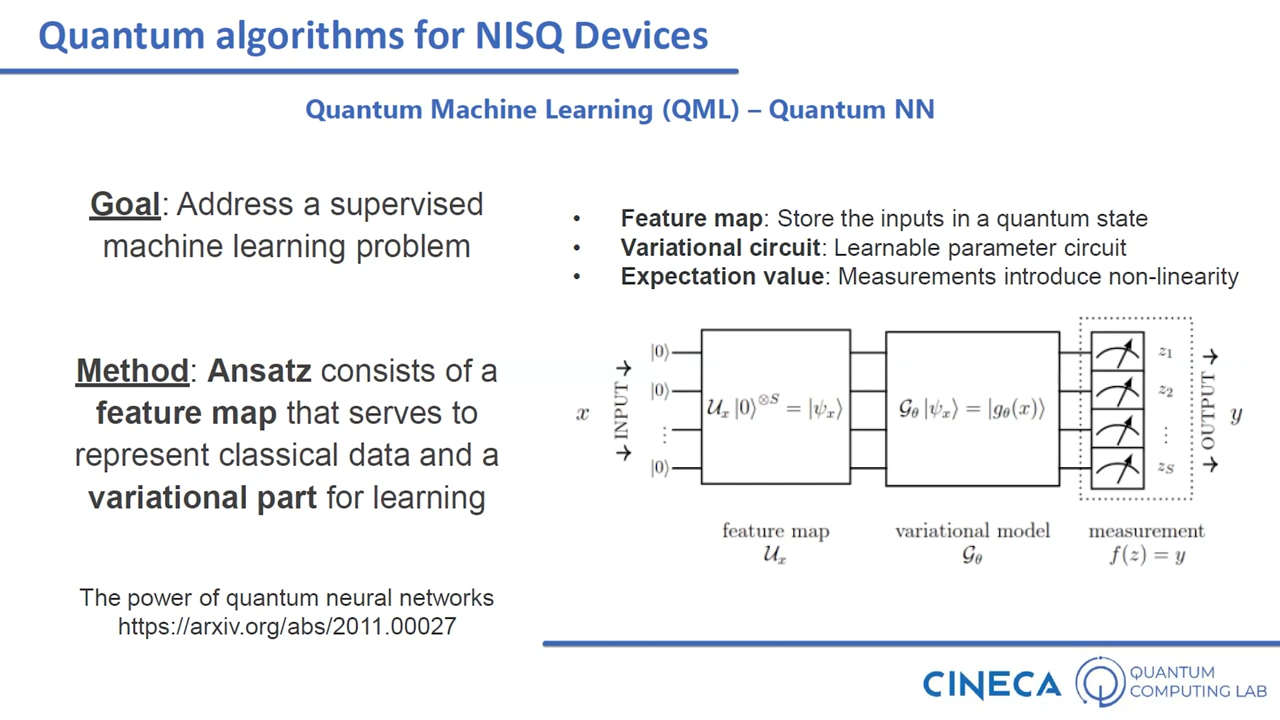 Quantum algorithms for NISQ Devices
Quantum Machine Learning (QML) – Quantum NN
Goal: Address a supervised
machine learning problem
Method: Ansatz consists of a
feature map that serves to
represent classical data and a
variational part for learning
The power of quantum neural networks
https://arxiv.org/abs/2011.00027
• Feature map: Store the inputs in a quantum state
• Variational circuit: Learnable parameter circuit
• Expectation value: Measurements introduce non-linearity
x
→ INPUT →
|0⟩
|0⟩
⋮
|0⟩
𝒰ₓ |0⟩^⊗S = |ψₓ⟩
𝒢_θ |ψₓ⟩ = |g_θ(x)⟩
z₁
z₂
⋮
z_S
→ OUTPUT →
y
feature map
𝒰ₓ
variational model
𝒢_θ
measurement
f(z) = y
CINECA
QUANTUM
COMPUTING LAB